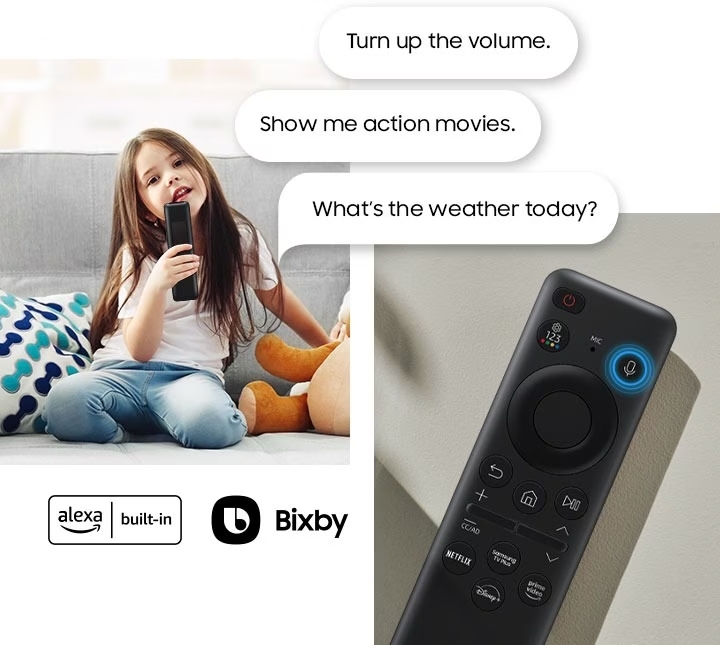 Turn up the volume.
Show me action movies.
What's the weather today?
123
MIC
CC/AD
NETFLIX
Samsung
TV Plus
Disney+
prime
video
alexa
built-in
Bixby